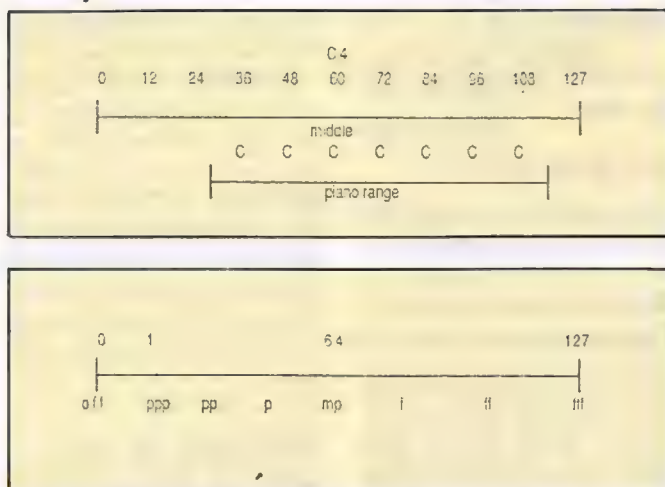 C4
0 12 24 36 48 60 72 84 96 108 127
middle
C C C C C C C
piano range
0 1 64 127
off ppp pp p mp f ff fff